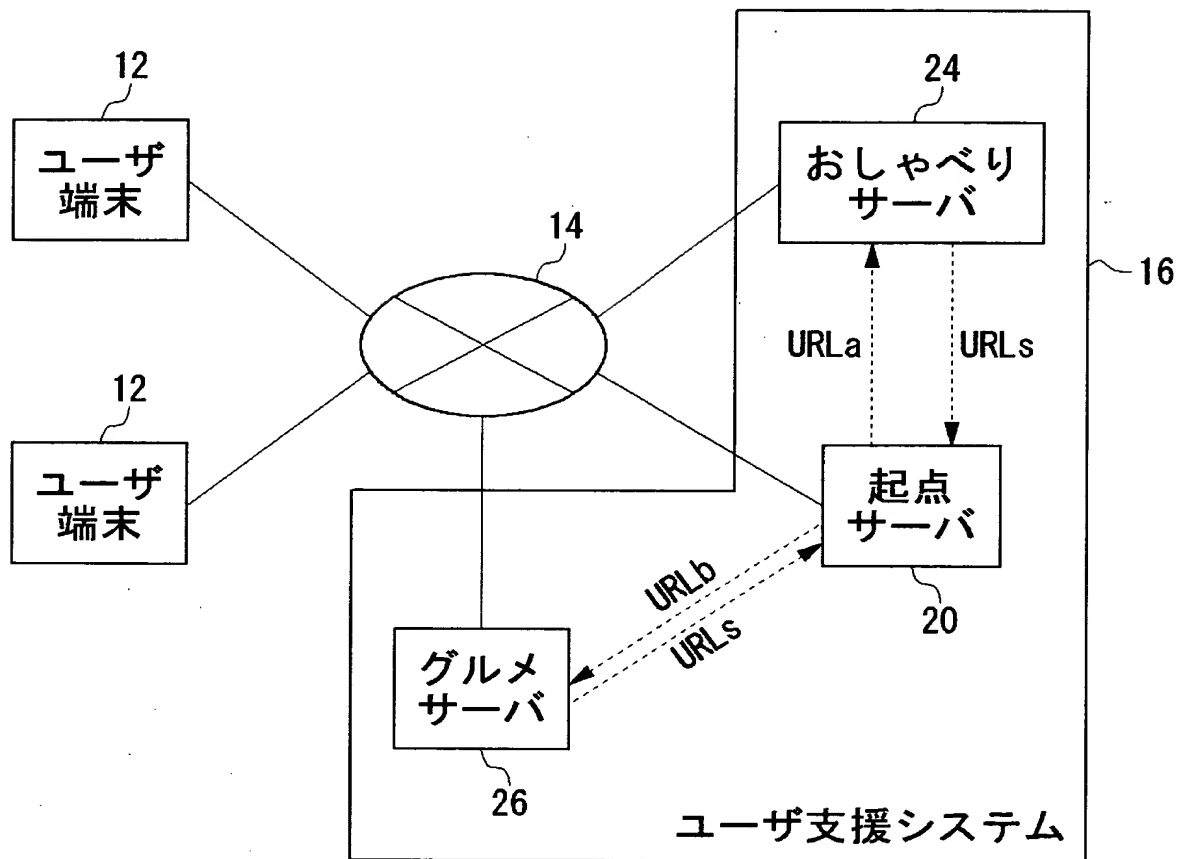 12
ユーザ
端末
24
おしゃべり
サーバ
14
16
URLa
URLs
12
ユーザ
端末
起点
サーバ
20
URLb
URLs
グルメ
サーバ
26
ユーザ支援システム